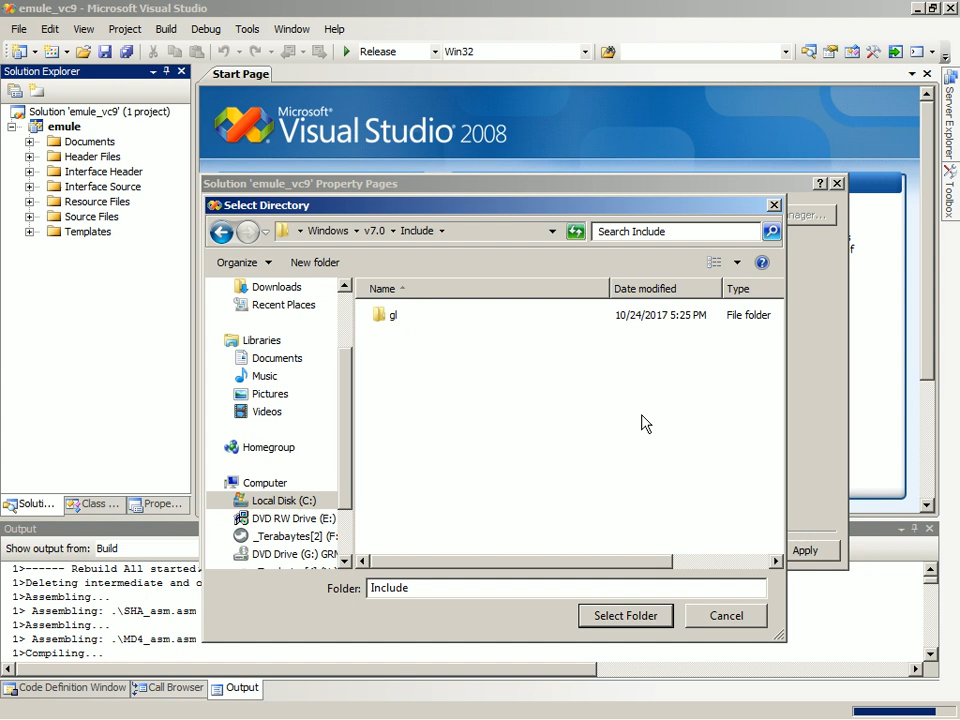 emule_vc9 - Microsoft Visual Studio
File Edit View Project Build Debug Tools Window Help
Release Win32
Solution Explorer
Start Page
Solution 'emule_vc9' (1 project)
emule
Documents
Header Files
Interface Header
Interface Source
Resource Files
Source Files
Templates
Microsoft®
Visual Studio® 2008
Server Explorer
Toolbox
Solution 'emule_vc9' Property Pages
Select Directory
Windows v7.0 Include
Search Include
Organize New folder
Downloads
Recent Places
Libraries
Documents
Music
Pictures
Videos
Homegroup
Computer
Local Disk (C:)
DVD RW Drive (E:)
_Terabaytes[2] (F:
DVD Drive (G:) GRM
Name Date modified Type
gl 10/24/2017 5:25 PM File folder
Folder: Include
Select Folder Cancel
Apply
Soluti... Class ... Prope...
Output
Show output from: Build
1>------ Rebuild All started
1>Deleting intermediate and o
1>Assembling...
1> Assembling: .\SHA_asm.asm
1>Assembling...
1> Assembling: .\MD4_asm.asm
1>Compiling...
Code Definition Window Call Browser Output